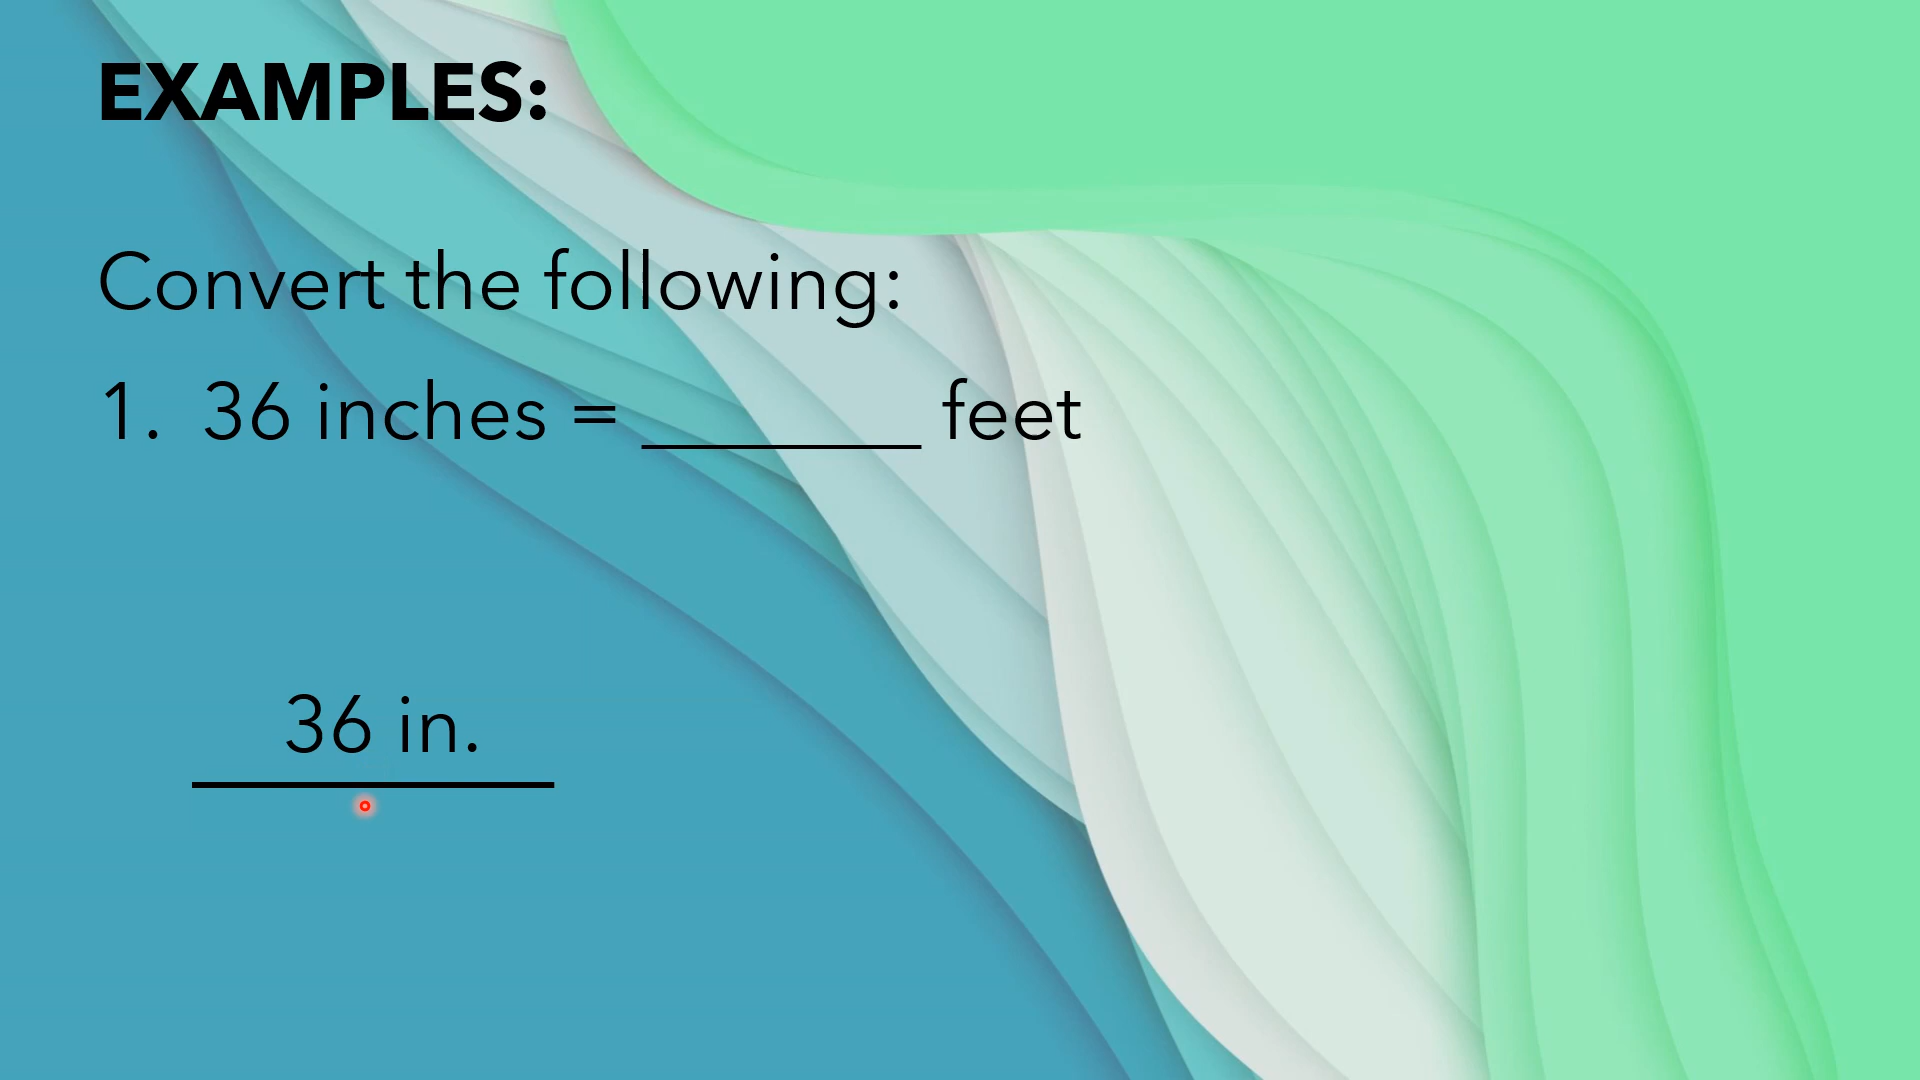 EXAMPLES:
Convert the following:
1. 36 inches = _______ feet
36 in.